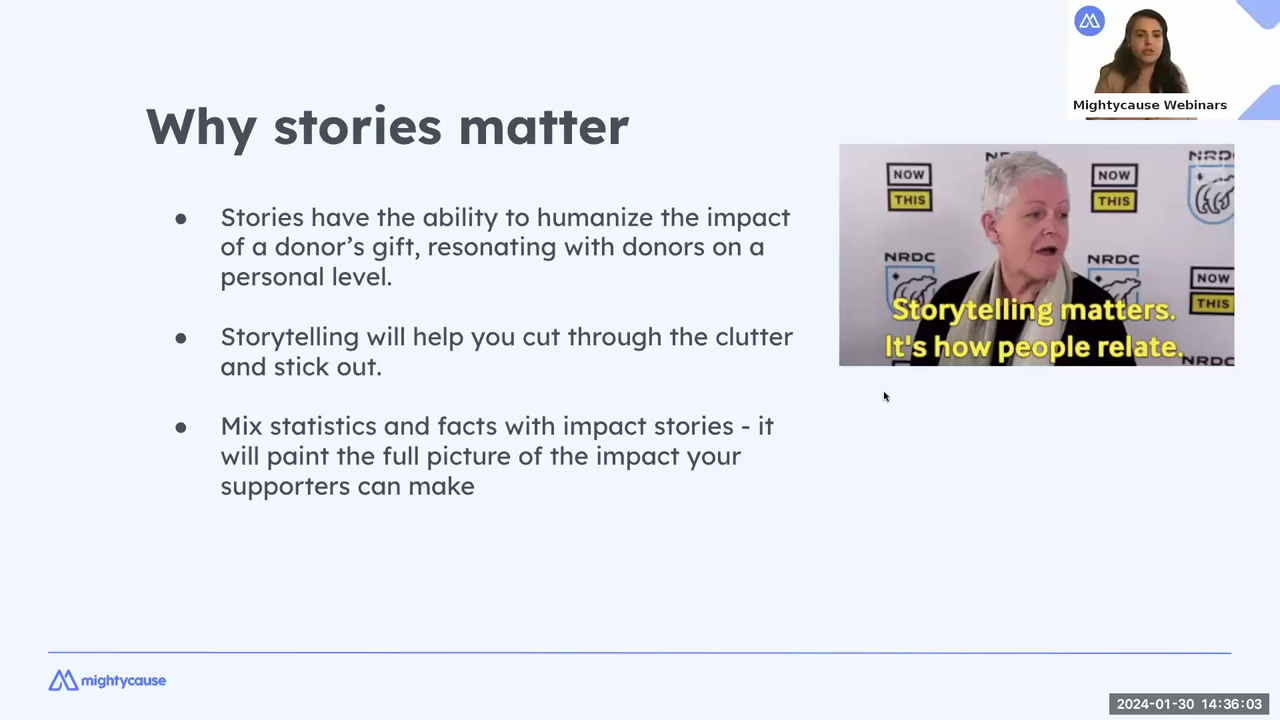 Why stories matter
● Stories have the ability to humanize the impact
of a donor’s gift, resonating with donors on a
personal level.
● Storytelling will help you cut through the clutter
and stick out.
● Mix statistics and facts with impact stories - it
will paint the full picture of the impact your
supporters can make
Mightycause Webinars
NRDC
NOW
THIS
NOW
THIS
NRDC
NRDC
NOW
THIS
Storytelling matters.
It's how people relate.
NRDC
mightycause
2024-01-30 14:36:03